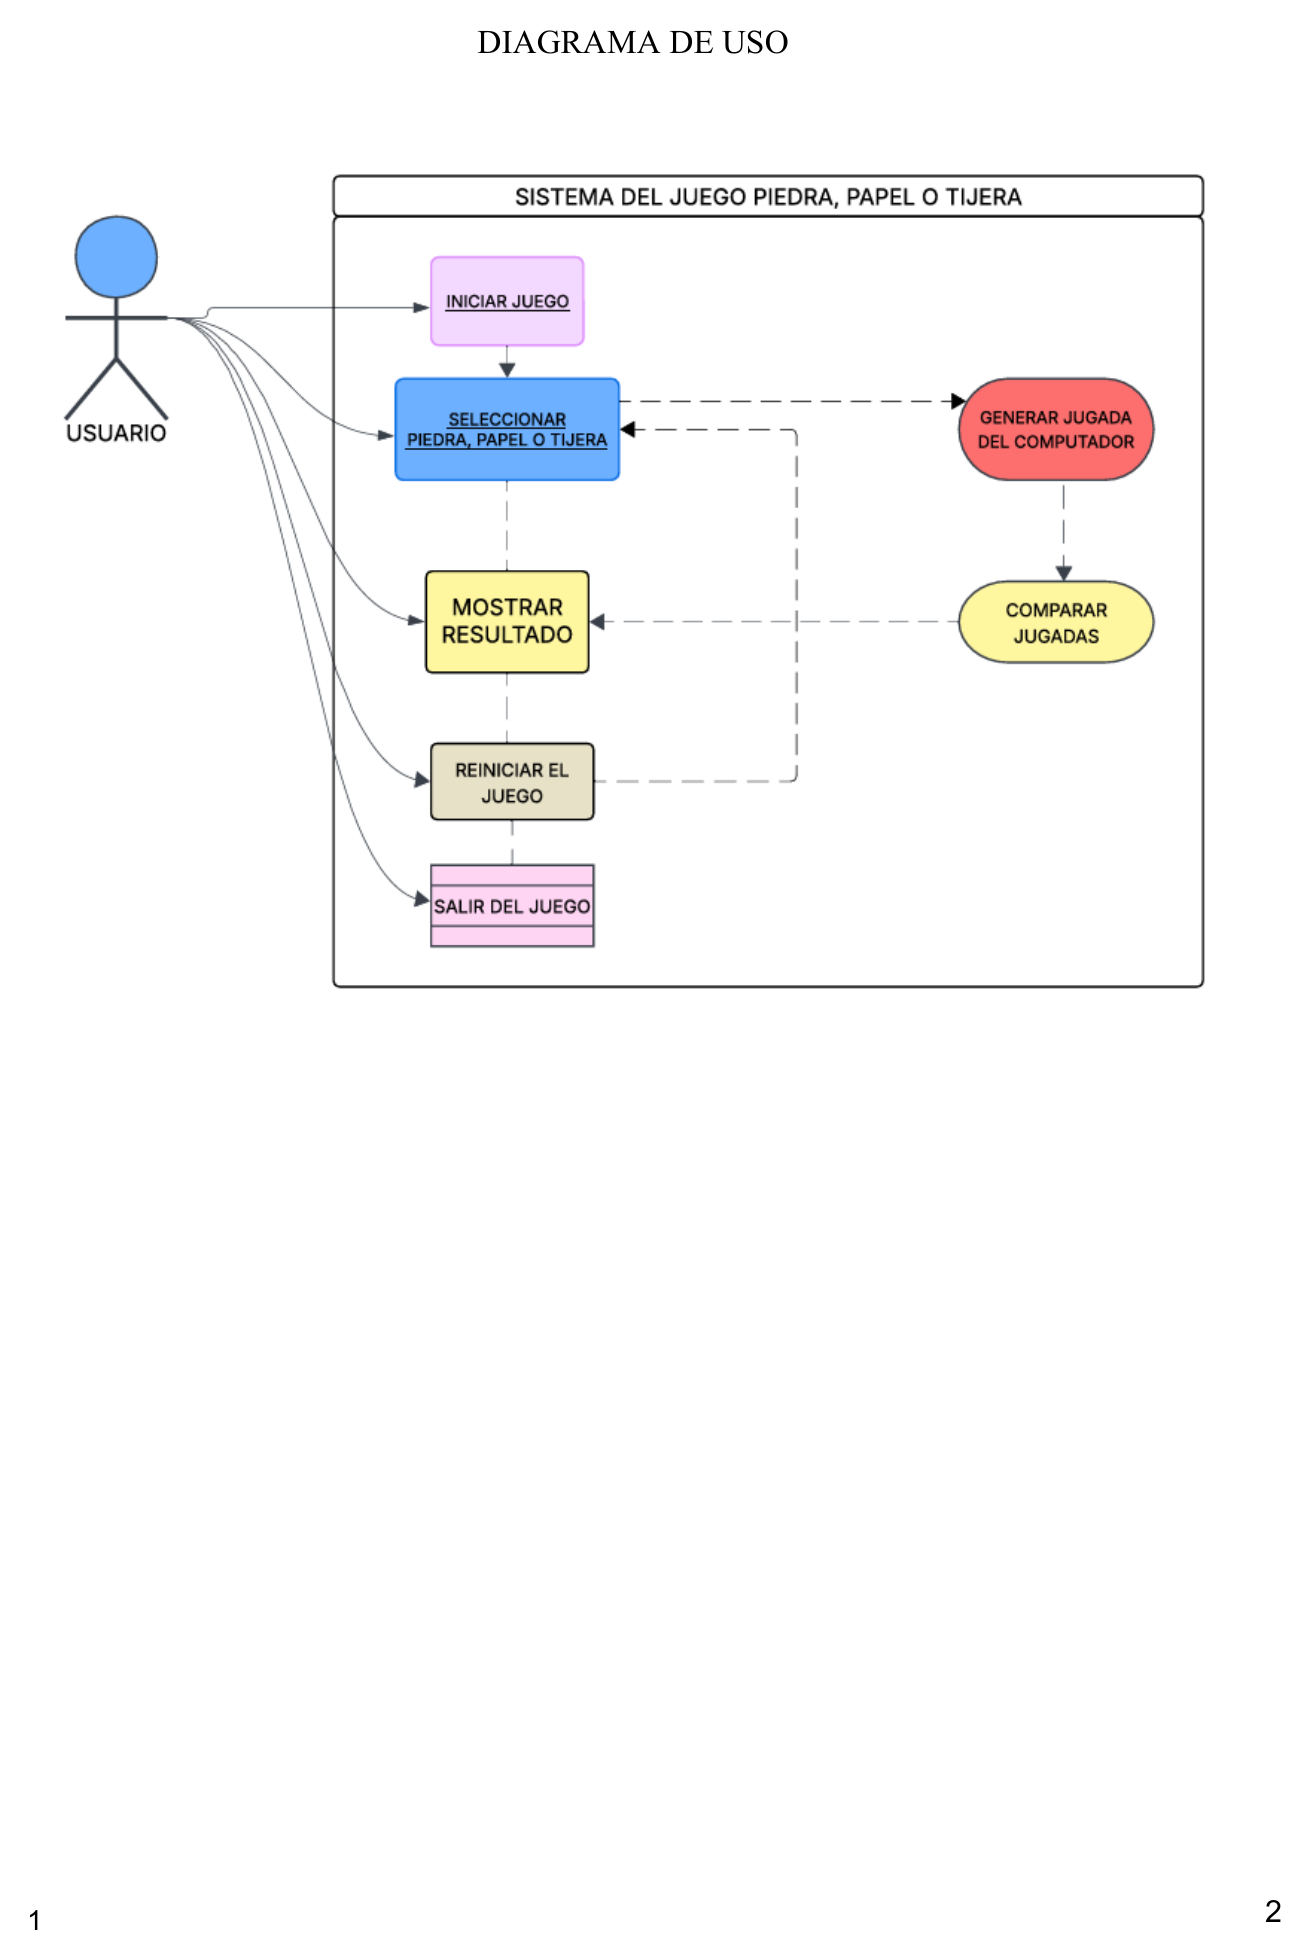 DIAGRAMA DE USO
SISTEMA DEL JUEGO PIEDRA, PAPEL O TIJERA
USUARIO
INICIAR JUEGO
SELECCIONAR
PIEDRA, PAPEL O TIJERA
GENERAR JUGADA
DEL COMPUTADOR
MOSTRAR
RESULTADO
COMPARAR
JUGADAS
REINICIAR EL
JUEGO
SALIR DEL JUEGO
1
2